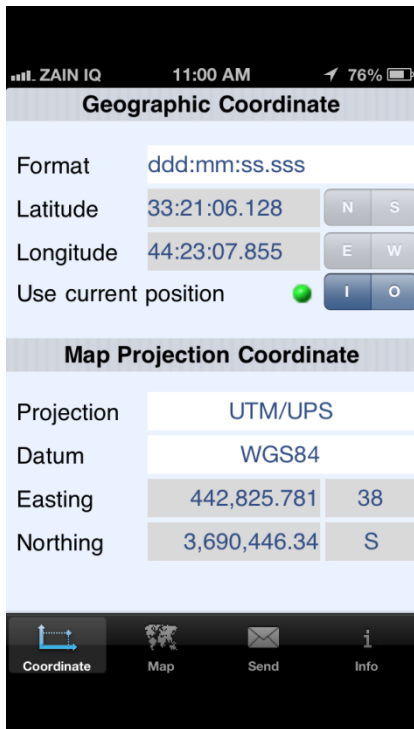 ZAIN IQ 11:00 AM 76%
Geographic Coordinate
Format ddd:mm:ss.sss
Latitude 33:21:06.128 N S
Longitude 44:23:07.855 E W
Use current position I O
Map Projection Coordinate
Projection UTM/UPS
Datum WGS84
Easting 442,825.781 38
Northing 3,690,446.34 S
Coordinate Map Send Info